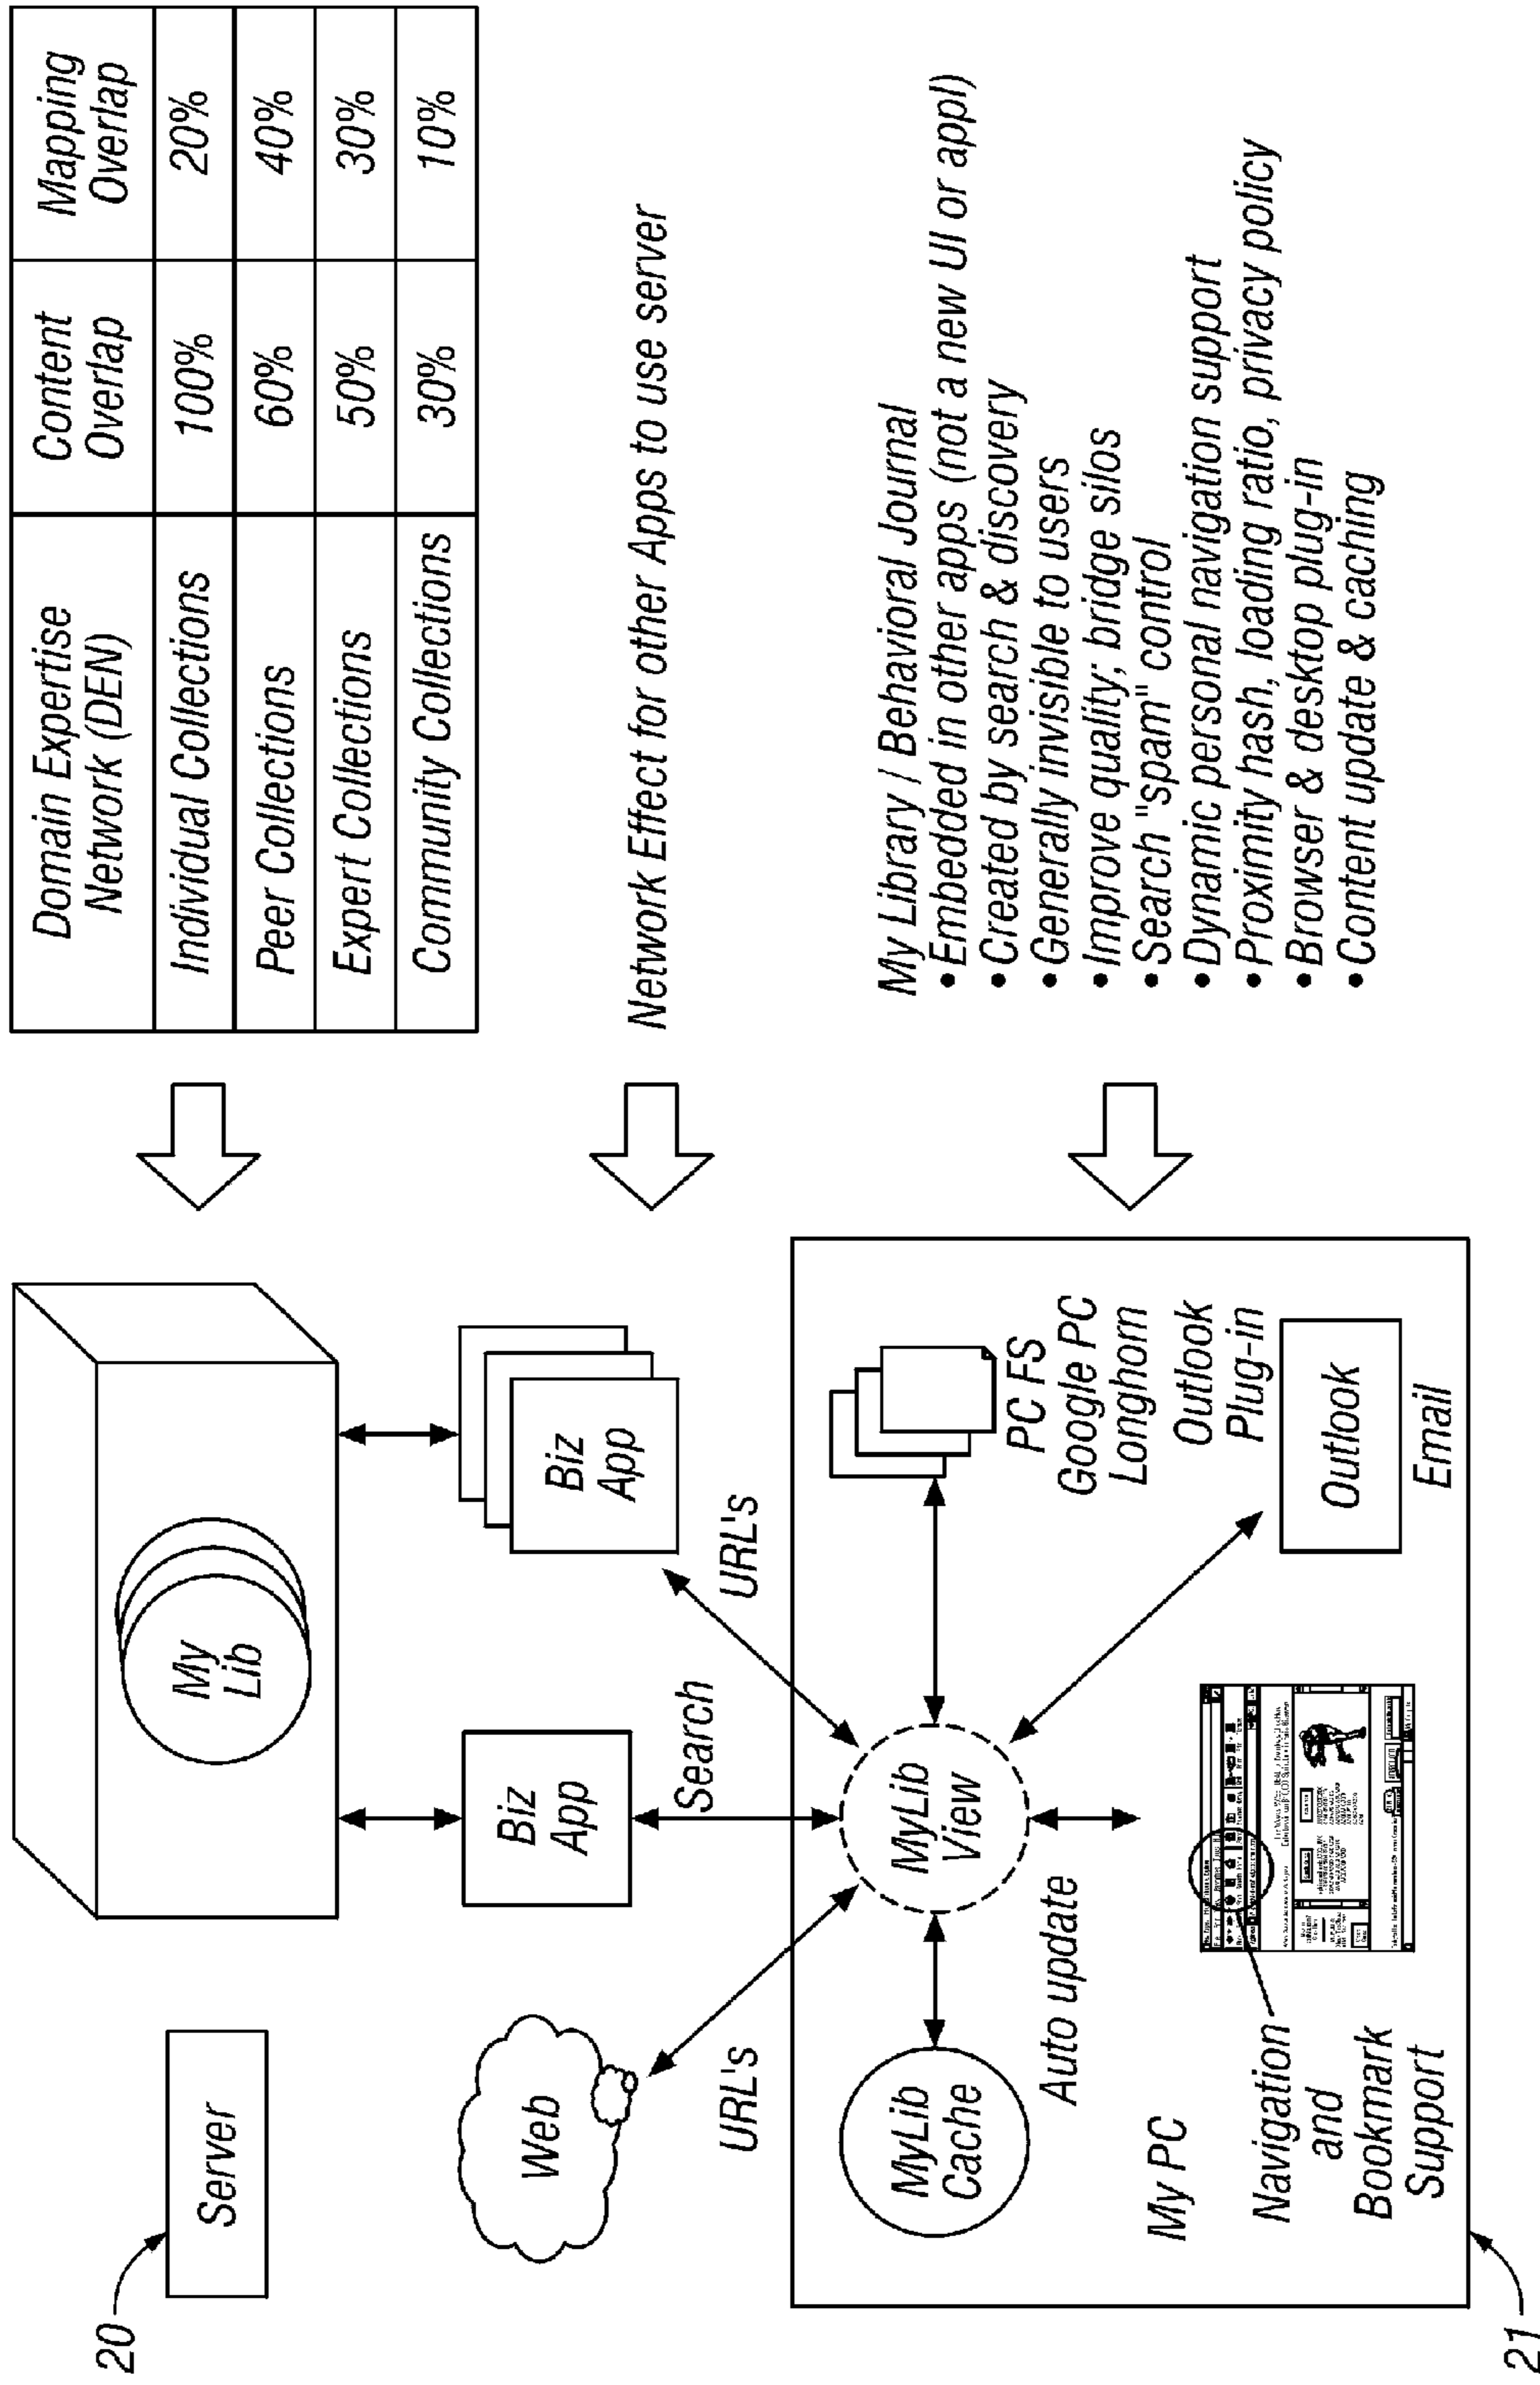 20
Server
My
Lib
Web
Biz
App
Biz
App
URL's
Search
URL's
MyLib
Cache
MyLib
View
Auto update
PC FS
Google PC
Longhorn
Outlook
Plug-in
Outlook
Email
My PC
Navigation
and
Bookmark
Support
21
Domain Expertise
Network (DEN)
Content
Overlap
Mapping
Overlap
Individual Collections
100%
20%
Peer Collections
60%
40%
Expert Collections
50%
30%
Community Collections
30%
10%
Network Effect for other Apps to use server
My Library / Behavioral Journal
• Embedded in other apps (not a new UI or appl)
• Created by search & discovery
• Generally invisible to users
• Improve quality; bridge silos
• Search "spam" control
• Dynamic personal navigation support
• Proximity hash, loading ratio, privacy policy
• Browser & desktop plug-in
• Content update & caching